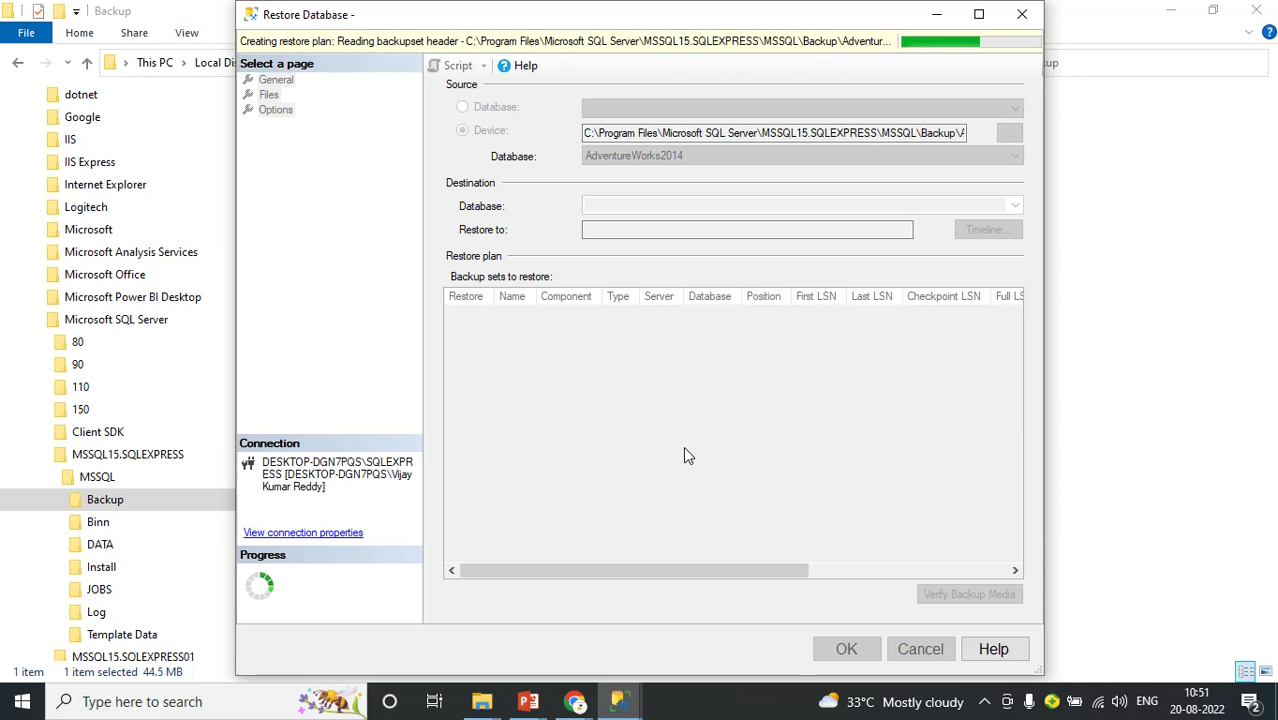 Backup
Restore Database -
File
Home
Share
View
Creating restore plan: Reading backupset header - C:\Program Files\Microsoft SQL Server\MSSQL15.SQLEXPRESS\MSSQL\Backup\Adventur...
This PC
Local Dis
Select a page
General
Files
Options
Script
Help
Source
Database:
Device:
C:\Program Files\Microsoft SQL Server\MSSQL15.SQLEXPRESS\MSSQL\Backup\A
...
Database:
AdventureWorks2014
Destination
Database:
Restore to:
Timeline...
Restore plan
Backup sets to restore:
Restore Name Component Type Server Database Position First LSN Last LSN Checkpoint LSN Full LS
dotnet
Google
IIS
IIS Express
Internet Explorer
Logitech
Microsoft
Microsoft Analysis Services
Microsoft Office
Microsoft Power BI Desktop
Microsoft SQL Server
80
90
110
150
Client SDK
MSSQL15.SQLEXPRESS
MSSQL
Backup
Binn
DATA
Install
JOBS
Log
Template Data
MSSQL15.SQLEXPRESS01
1 item
1 item selected 44.5 MB
Connection
DESKTOP-DGN7PQS\SQLEXPR
ESS [DESKTOP-DGN7PQS\Vijay
Kumar Reddy]
View connection properties
Progress
Verify Backup Media
OK
Cancel
Help
Type here to search
33°C Mostly cloudy
ENG
10:51
20-08-2022
2